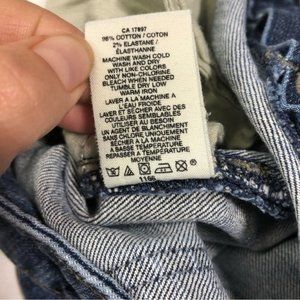 CA 17897
98% COTTON / COTON
2% ELASTANE /
ÉLASTHANNE
MACHINE WASH COLD
WASH AND DRY
WITH LIKE COLORS
ONLY NON-CHLORINE
BLEACH WHEN NEEDED
TUMBLE DRY LOW
WARM IRON
LAVER À LA MACHINE À
L'EAU FROIDE
LAVER ET SÉCHER AVEC DES
COULEURS SEMBLABLES
UTILISER AU BESOIN
UN AGENT DE BLANCHIMENT
SANS CHLORE UNIQUEMENT
SÉCHER À LA MACHINE
À BASSE TEMPÉRATURE
REPASSER À TEMPÉRATURE
MOYENNE